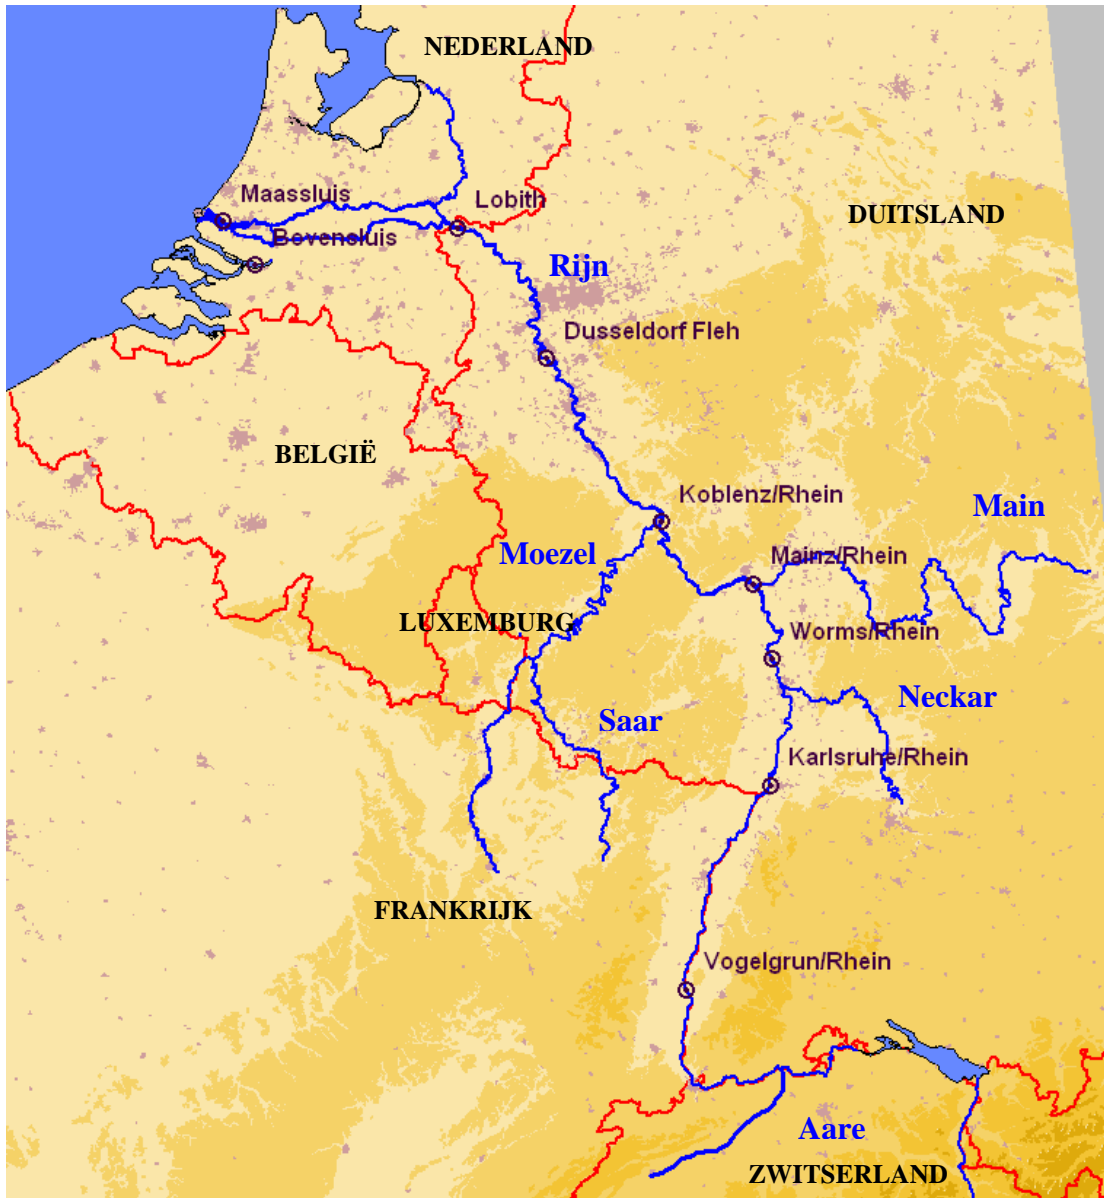 NEDERLAND
Maassluis
Lobith
DUITSLAND
Bovensluis
Rijn
Dusseldorf Fleh
BELGIË
Koblenz/Rhein
Main
Moezel
Mainz/Rhein
LUXEMBURG
Worms/Rhein
Neckar
Saar
Karlsruhe/Rhein
FRANKRIJK
Vogelgrun/Rhein
Aare
ZWITSERLAND